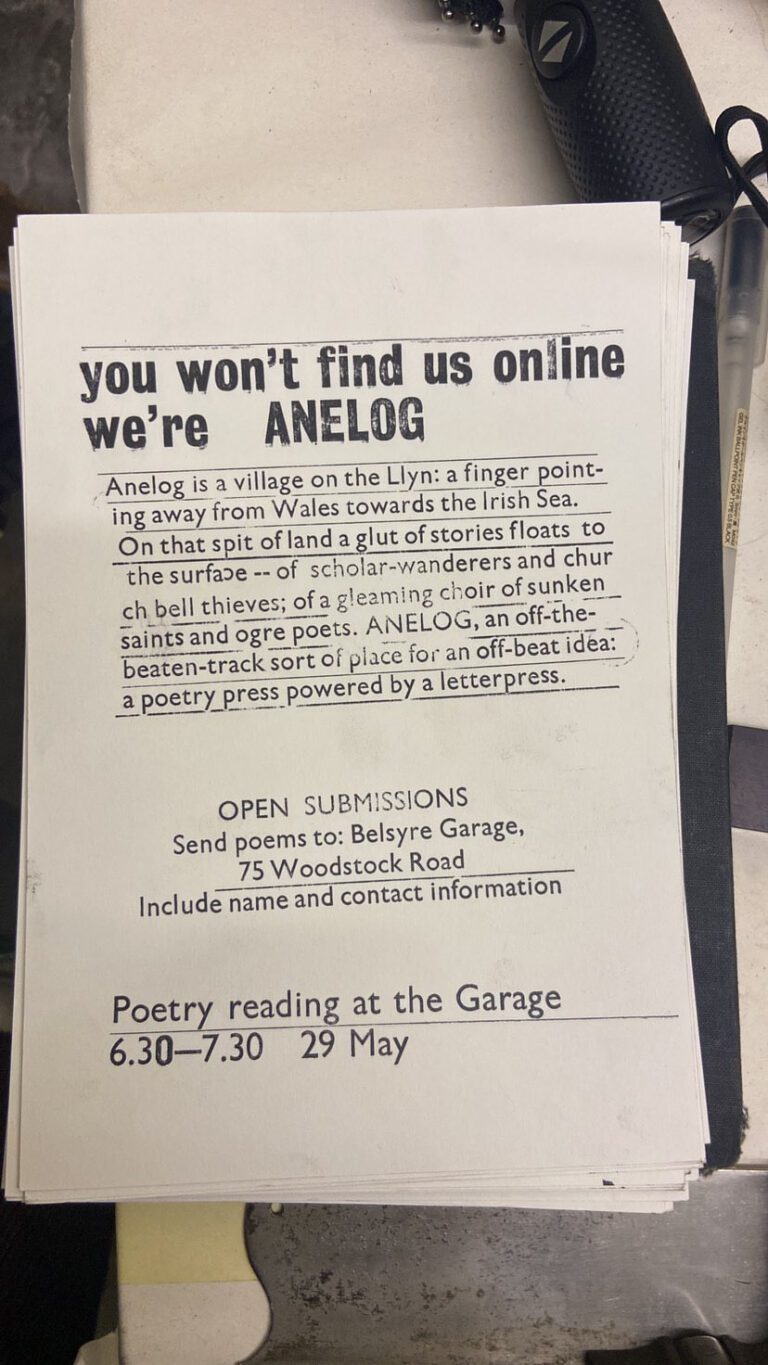 you won't find us online
we're ANELOG
Anelog is a village on the Llyn: a finger point-
ing away from Wales towards the Irish Sea.
On that spit of land a glut of stories floats to
the surfaɔe -- of scholar-wanderers and chur
ch bell thieves; of a gleaming choir of sunken
saints and ogre poets. ANELOG, an off-the-
beaten-track sort of place for an off-beat idea:
a poetry press powered by a letterpress.
OPEN SUBMISSIONS
Send poems to: Belsyre Garage,
75 Woodstock Road
Include name and contact information
Poetry reading at the Garage
6.30—7.30 29 May